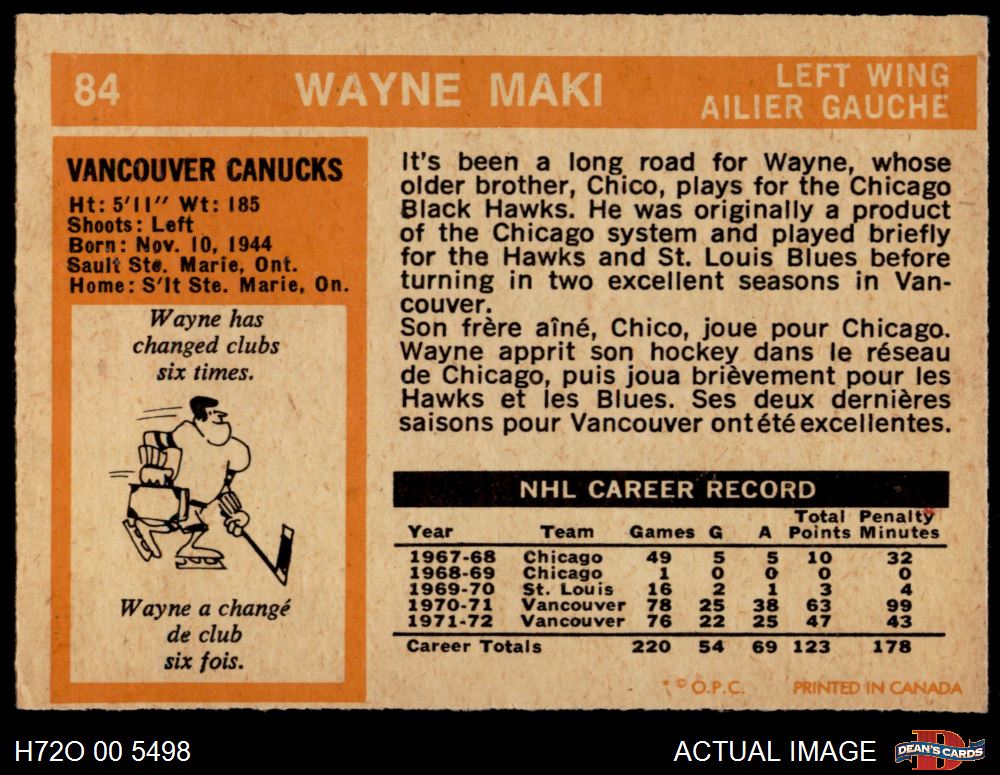 84 WAYNE MAKI LEFT WING
AILIER GAUCHE
VANCOUVER CANUCKS
Ht: 5'11" Wt: 185
Shoots: Left
Born: Nov. 10, 1944
Sault Ste. Marie, Ont.
Home: S'lt Ste. Marie, On.
Wayne has
changed clubs
six times.
Wayne a changé
de club
six fois.
It's been a long road for Wayne, whose
older brother, Chico, plays for the Chicago
Black Hawks. He was originally a product
of the Chicago system and played briefly
for the Hawks and St. Louis Blues before
turning in two excellent seasons in Van-
couver.
Son frère aîné, Chico, joue pour Chicago.
Wayne apprit son hockey dans le réseau
de Chicago, puis joua brièvement pour les
Hawks et les Blues. Ses deux dernières
saisons pour Vancouver ont été excellentes.
NHL CAREER RECORD
Total Penalty
Year Team Games G A Points Minutes
1967-68 Chicago 49 5 5 10 32
1968-69 Chicago 1 0 0 0 0
1969-70 St. Louis 16 2 1 3 4
1970-71 Vancouver 78 25 38 63 99
1971-72 Vancouver 76 22 25 47 43
Career Totals 220 54 69 123 178
* © O.P.C. PRINTED IN CANADA
H72O 00 5498 ACTUAL IMAGE D DEAN'S CARDS